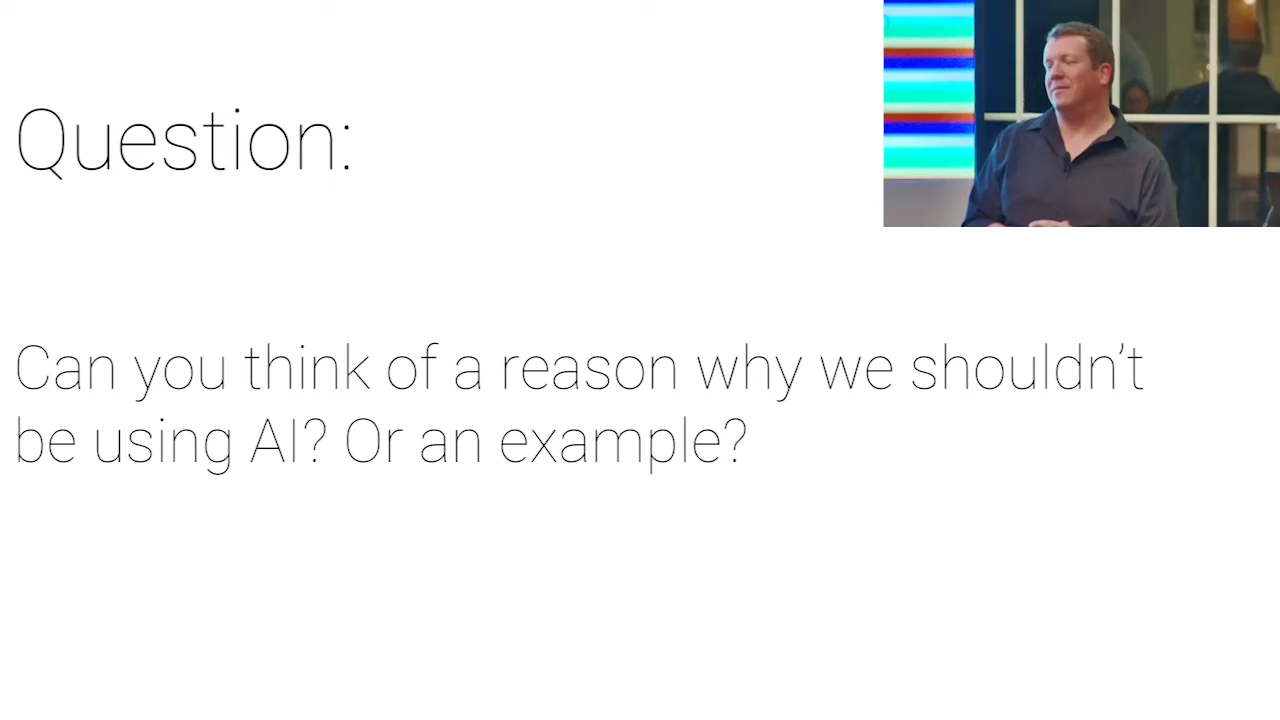 Question:
Can you think of a reason why we shouldn’t
be using AI? Or an example?